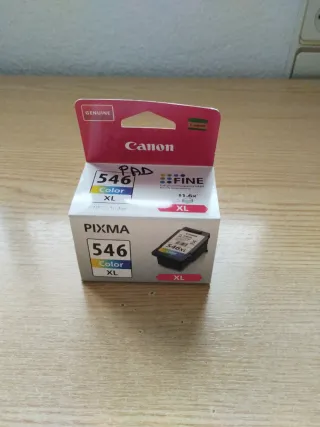 GENUINE
Canon
PAD
546
Color
XL
FINE
XL
PIXMA
546
Color
XL
XL